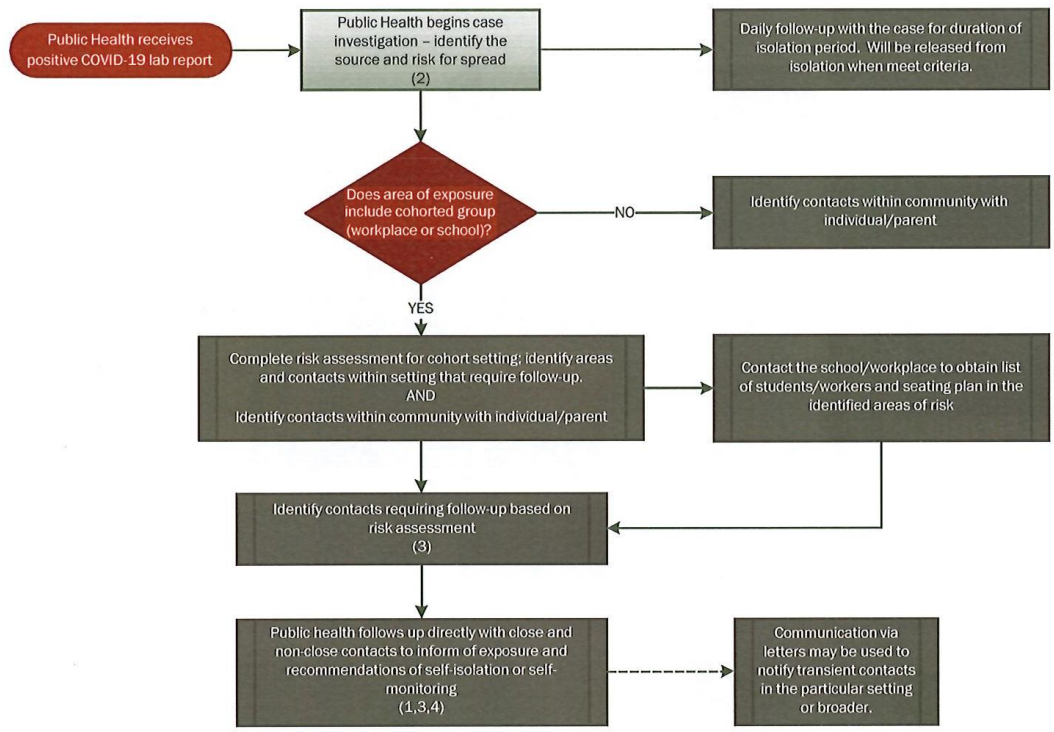 Public Health receives
positive COVID-19 lab report
Public Health begins case
investigation – identify the
source and risk for spread
(2)
Daily follow-up with the case for duration of
isolation period. Will be released from
isolation when meet criteria.
Does area of exposure
include cohorted group
(workplace or school)?
NO
Identify contacts within community with
individual/parent
YES
Complete risk assessment for cohort setting; identify areas
and contacts within setting that require follow-up.
AND
Identify contacts within community with individual/parent
Contact the school/workplace to obtain list
of students/workers and seating plan in the
identified areas of risk
Identify contacts requiring follow-up based on
risk assessment
(3)
Public health follows up directly with close and
non-close contacts to inform of exposure and
recommendations of self-isolation or self-
monitoring
(1,3,4)
Communication via
letters may be used to
notify transient contacts
in the particular setting
or broader.